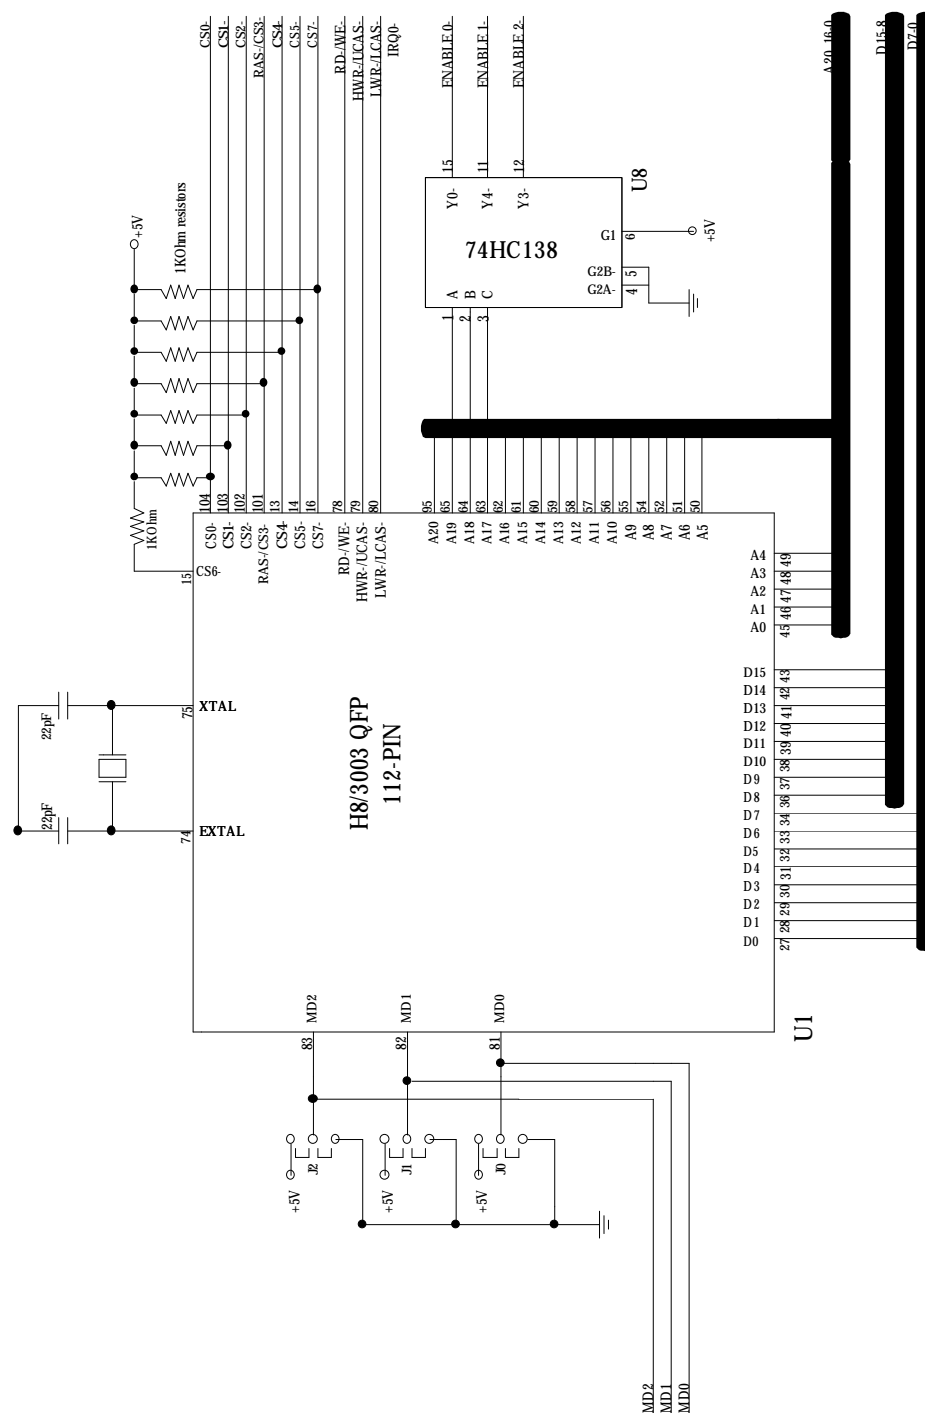 CS0-
CS1-
CS2-
RAS-/CS3-
CS4-
CS5-
CS7-
RD-/WE-
HWR-/UCAS-
LWR-/LCAS-
IRQ0-
ENABLE 0-
ENABLE 1-
ENABLE 2-
A20, 16-0
D15-8
D7-0
+5V
1KOhm resistors
15
11
12
Y0-
Y4-
Y3-
U8
74HC138
G1
6
+5V
G2B-
5
G2A-
4
A
B
C
1
2
3
1KOhm
104
103
102
101
13
14
16
78
79
80
95
65
64
63
62
61
60
59
58
57
56
55
54
52
51
50
CS0-
CS1-
CS2-
RAS-/CS3-
CS4-
CS5-
CS7-
RD-/WE-
HWR-/UCAS-
LWR-/LCAS-
A20
A19
A18
A17
A16
A15
A14
A13
A12
A11
A10
A9
A8
A7
A6
A5
15
CS6-
A4 49
A3 48
A2 47
A1 46
A0 45
D15 43
D14 42
D13 41
D12 40
D11 39
D10 38
D9 37
D8 36
D7 34
D6 33
D5 32
D4 31
D3 30
D2 29
D1 28
D0 27
22pF
75
XTAL
22pF
74
EXTAL
H8/3003 QFP
112-PIN
MD2
MD1
MD0
83
82
81
U1
J2
J1
J0
+5V
+5V
+5V
MD2
MD1
MD0